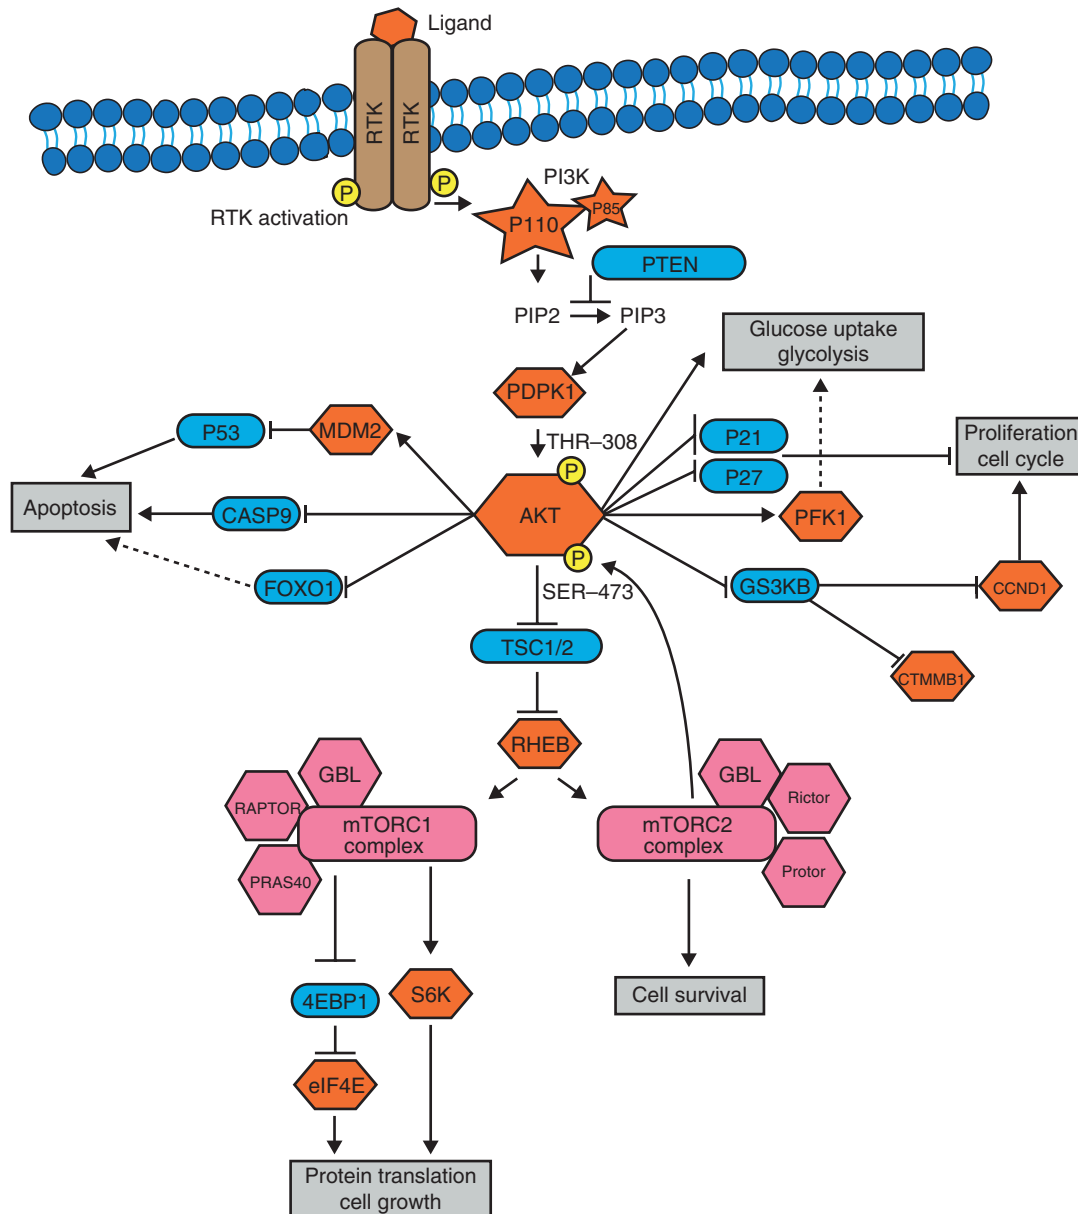 Ligand
RTK
RTK
P
P
RTK activation
PI3K
P110
P85
PTEN
PIP2
PIP3
Glucose uptake
glycolysis
PDPK1
P53
MDM2
THR–308
P21
P27
Proliferation
cell cycle
Apoptosis
CASP9
P
AKT
P
PFK1
FOXO1
SER–473
GS3KB
CCND1
TSC1/2
CTMMB1
RHEB
GBL
RAPTOR
mTORC1
complex
PRAS40
GBL
Rictor
mTORC2
complex
Protor
4EBP1
S6K
Cell survival
eIF4E
Protein translation
cell growth